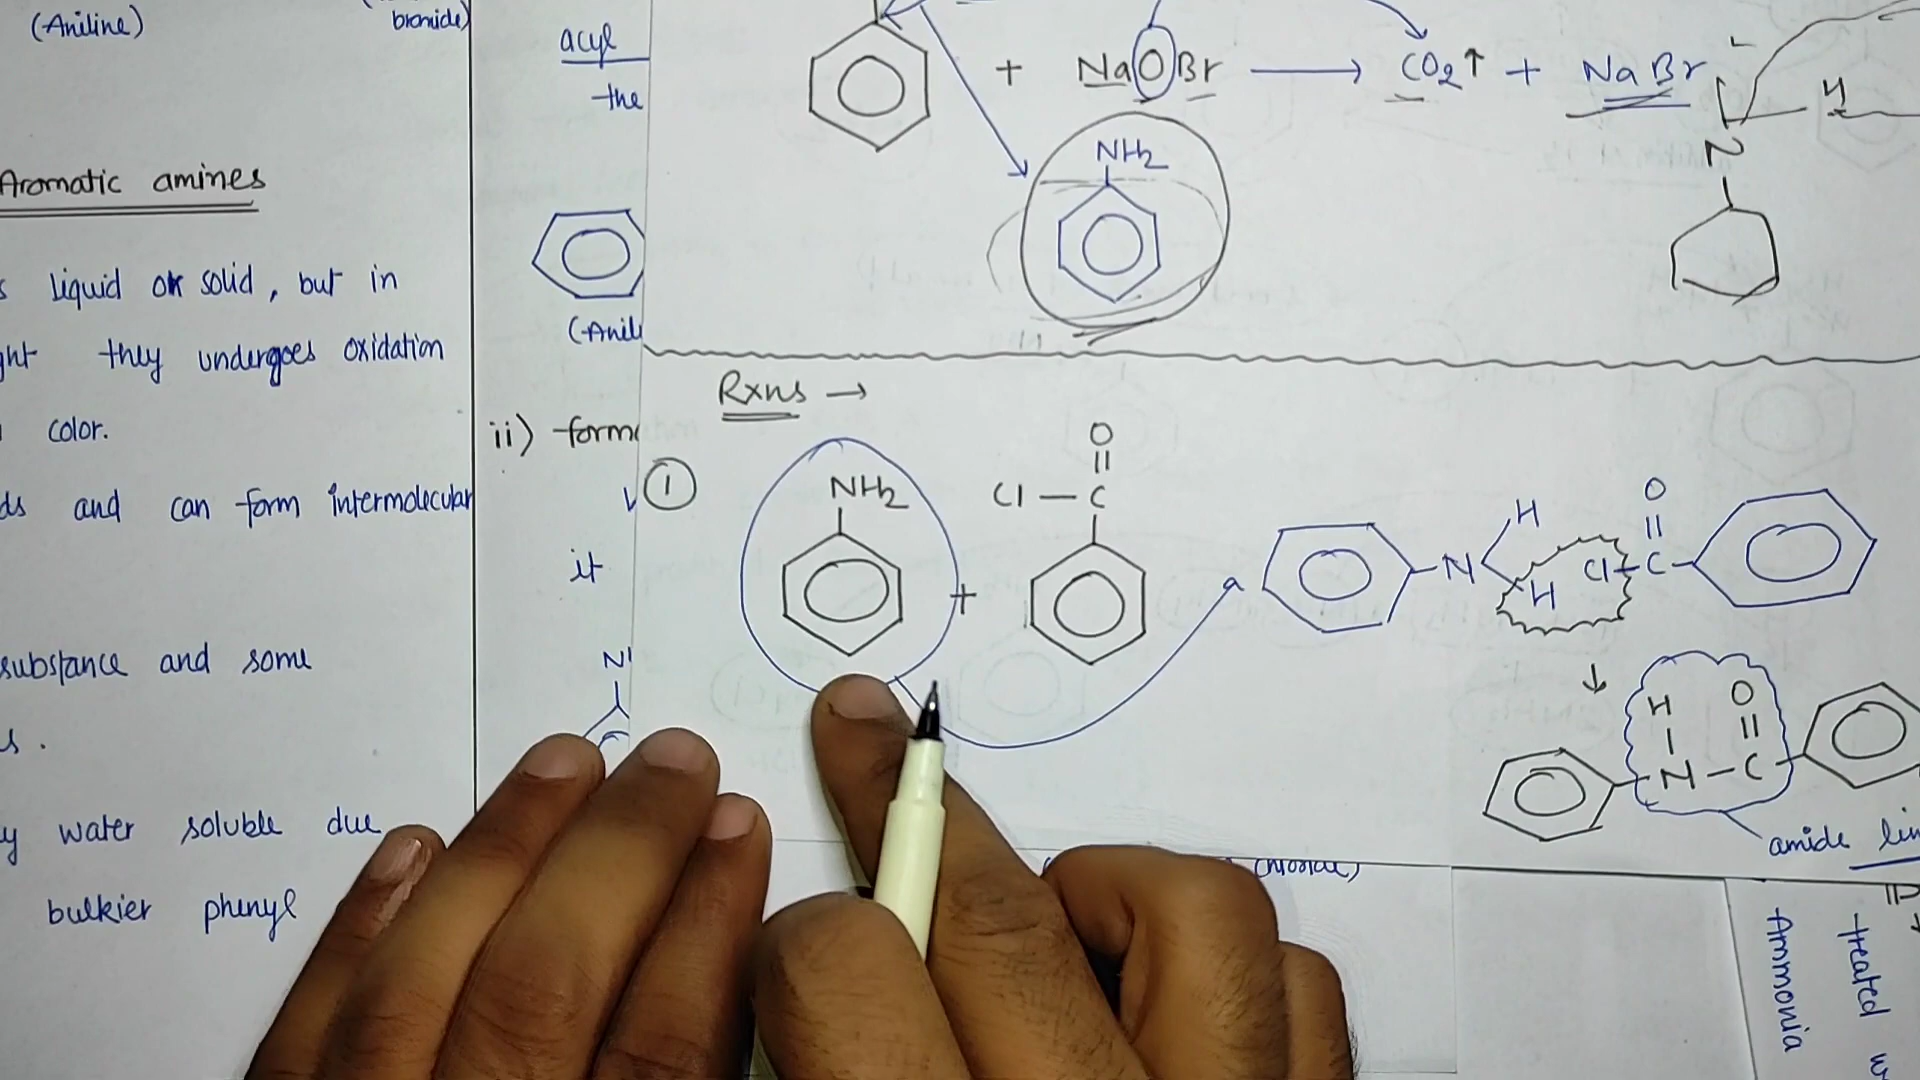 (Aniline)
bromide)
Aromatic amines
liquid or solid, but in
they undergoes oxidation
color.
and can form intermolecular
substance and some
water soluble due
bulkier phenyl
acyl
the
(Anil
ii) form
it
N
+ NaOBr → CO2↑ + NaBr
NH2
H
N
Rxns →
①
NH2
+
O
Cl — C
N
H
H
Cl
O
C
↓
H
N — C
O
amide lin
chloride)
treated w
Ammonia